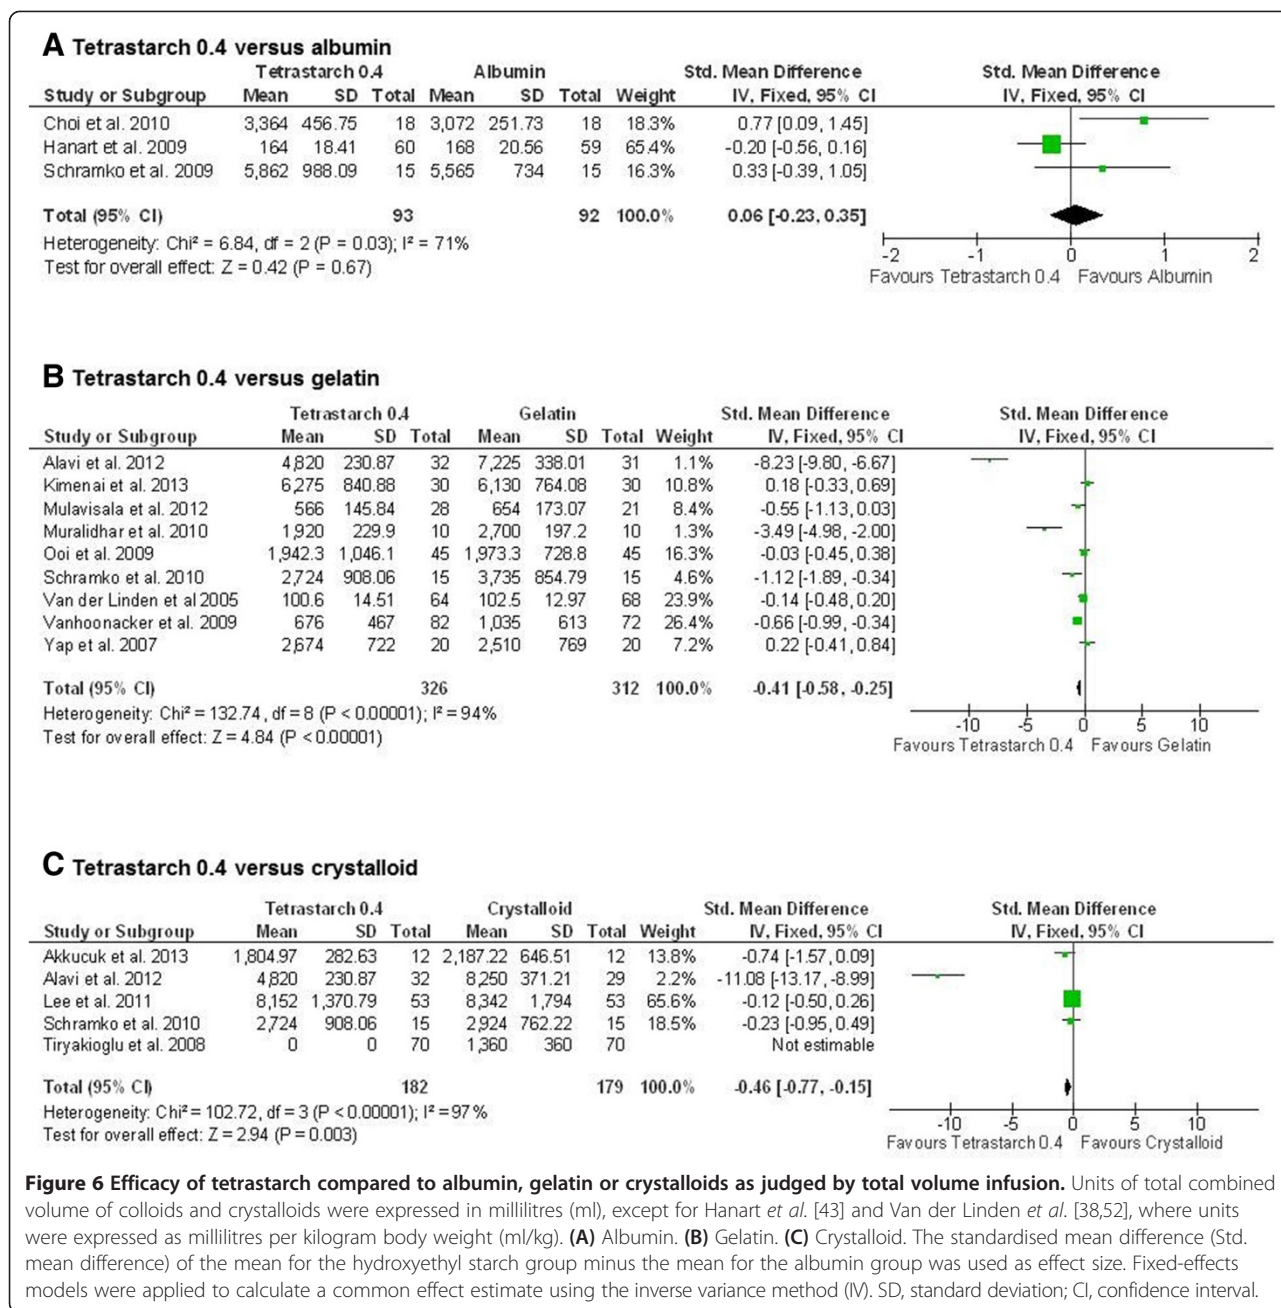 A Tetrastarch 0.4 versus albumin
Tetrastarch 0.4 Albumin Std. Mean Difference Std. Mean Difference
Study or Subgroup Mean SD Total Mean SD Total Weight IV, Fixed, 95% CI IV, Fixed, 95% CI
Choi et al. 2010 3,364 456.75 18 3,072 251.73 18 18.3% 0.77 [0.09, 1.45]
Hanart et al. 2009 164 18.41 60 168 20.56 59 65.4% -0.20 [-0.56, 0.16]
Schramko et al. 2009 5,862 988.09 15 5,565 734 15 16.3% 0.33 [-0.39, 1.05]
Total (95% CI) 93 92 100.0% 0.06 [-0.23, 0.35]
Heterogeneity: Chi² = 6.84, df = 2 (P = 0.03); I² = 71%
Test for overall effect: Z = 0.42 (P = 0.67)
-2 -1 0 1 2
Favours Tetrastarch 0.4 Favours Albumin
B Tetrastarch 0.4 versus gelatin
Tetrastarch 0.4 Gelatin Std. Mean Difference Std. Mean Difference
Study or Subgroup Mean SD Total Mean SD Total Weight IV, Fixed, 95% CI IV, Fixed, 95% CI
Alavi et al. 2012 4,820 230.87 32 7,225 338.01 31 1.1% -8.23 [-9.80, -6.67]
Kimenai et al. 2013 6,275 840.88 30 6,130 764.08 30 10.8% 0.18 [-0.33, 0.69]
Mulavisala et al. 2012 566 145.84 28 654 173.07 21 8.4% -0.55 [-1.13, 0.03]
Muralidhar et al. 2010 1,920 229.9 10 2,700 197.2 10 1.3% -3.49 [-4.98, -2.00]
Ooi et al. 2009 1,942.3 1,046.1 45 1,973.3 728.8 45 16.3% -0.03 [-0.45, 0.38]
Schramko et al. 2010 2,724 908.06 15 3,735 854.79 15 4.6% -1.12 [-1.89, -0.34]
Van der Linden et al 2005 100.6 14.51 64 102.5 12.97 68 23.9% -0.14 [-0.48, 0.20]
Vanhoonacker et al. 2009 676 467 82 1,035 613 72 26.4% -0.66 [-0.99, -0.34]
Yap et al. 2007 2,674 722 20 2,510 769 20 7.2% 0.22 [-0.41, 0.84]
Total (95% CI) 326 312 100.0% -0.41 [-0.58, -0.25]
Heterogeneity: Chi² = 132.74, df = 8 (P < 0.00001); I² = 94%
Test for overall effect: Z = 4.84 (P < 0.00001)
-10 -5 0 5 10
Favours Tetrastarch 0.4 Favours Gelatin
C Tetrastarch 0.4 versus crystalloid
Tetrastarch 0.4 Crystalloid Std. Mean Difference Std. Mean Difference
Study or Subgroup Mean SD Total Mean SD Total Weight IV, Fixed, 95% CI IV, Fixed, 95% CI
Akkucuk et al. 2013 1,804.97 282.63 12 2,187.22 646.51 12 13.8% -0.74 [-1.57, 0.09]
Alavi et al. 2012 4,820 230.87 32 8,250 371.21 29 2.2% -11.08 [-13.17, -8.99]
Lee et al. 2011 8,152 1,370.79 53 8,342 1,794 53 65.6% -0.12 [-0.50, 0.26]
Schramko et al. 2010 2,724 908.06 15 2,924 762.22 15 18.5% -0.23 [-0.95, 0.49]
Tiryakioglu et al. 2008 0 0 70 1,360 360 70 Not estimable
Total (95% CI) 182 179 100.0% -0.46 [-0.77, -0.15]
Heterogeneity: Chi² = 102.72, df = 3 (P < 0.00001); I² = 97%
Test for overall effect: Z = 2.94 (P = 0.003)
-10 -5 0 5 10
Favours Tetrastarch 0.4 Favours Crystalloid
Figure 6 Efficacy of tetrastarch compared to albumin, gelatin or crystalloids as judged by total volume infusion. Units of total combined
volume of colloids and crystalloids were expressed in millilitres (ml), except for Hanart et al. [43] and Van der Linden et al. [38,52], where units
were expressed as millilitres per kilogram body weight (ml/kg). (A) Albumin. (B) Gelatin. (C) Crystalloid. The standardised mean difference (Std.
mean difference) of the mean for the hydroxyethyl starch group minus the mean for the albumin group was used as effect size. Fixed-effects
models were applied to calculate a common effect estimate using the inverse variance method (IV). SD, standard deviation; CI, confidence interval.